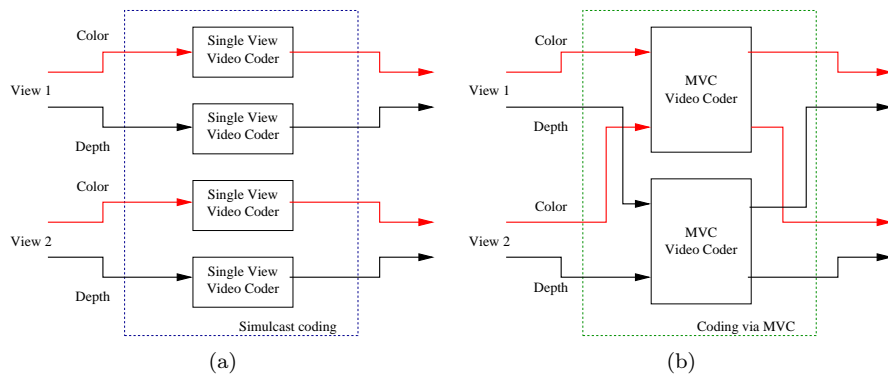 Color
Single View
Video Coder
View 1
Single View
Video Coder
Depth
Color
Single View
Video Coder
View 2
Single View
Video Coder
Depth
Simulcast coding
(a)
Color
MVC
Video Coder
View 1
Depth
Color
MVC
Video Coder
View 2
Depth
Coding via MVC
(b)